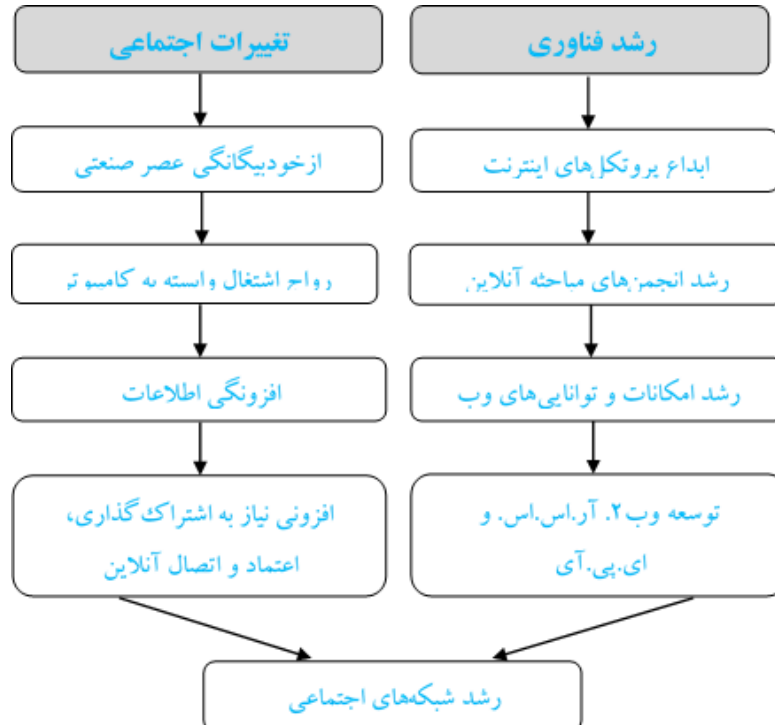 رشد فناوری
ابداع پروتکل‌های اینترنت
رشد انجمن‌های مباحثه آنلاین
رشد امکانات و توانایی‌های وب
توسعه وب۲. آر.اس.اس. و
ای.پی.آی
تغییرات اجتماعی
ازخودبیگانگی عصر صنعتی
رواج اشتغال وابسته به کامپیوتر
افزونگی اطلاعات
افزونی نیاز به اشتراک‌گذاری،
اعتماد و اتصال آنلاین
رشد شبکه‌های اجتماعی